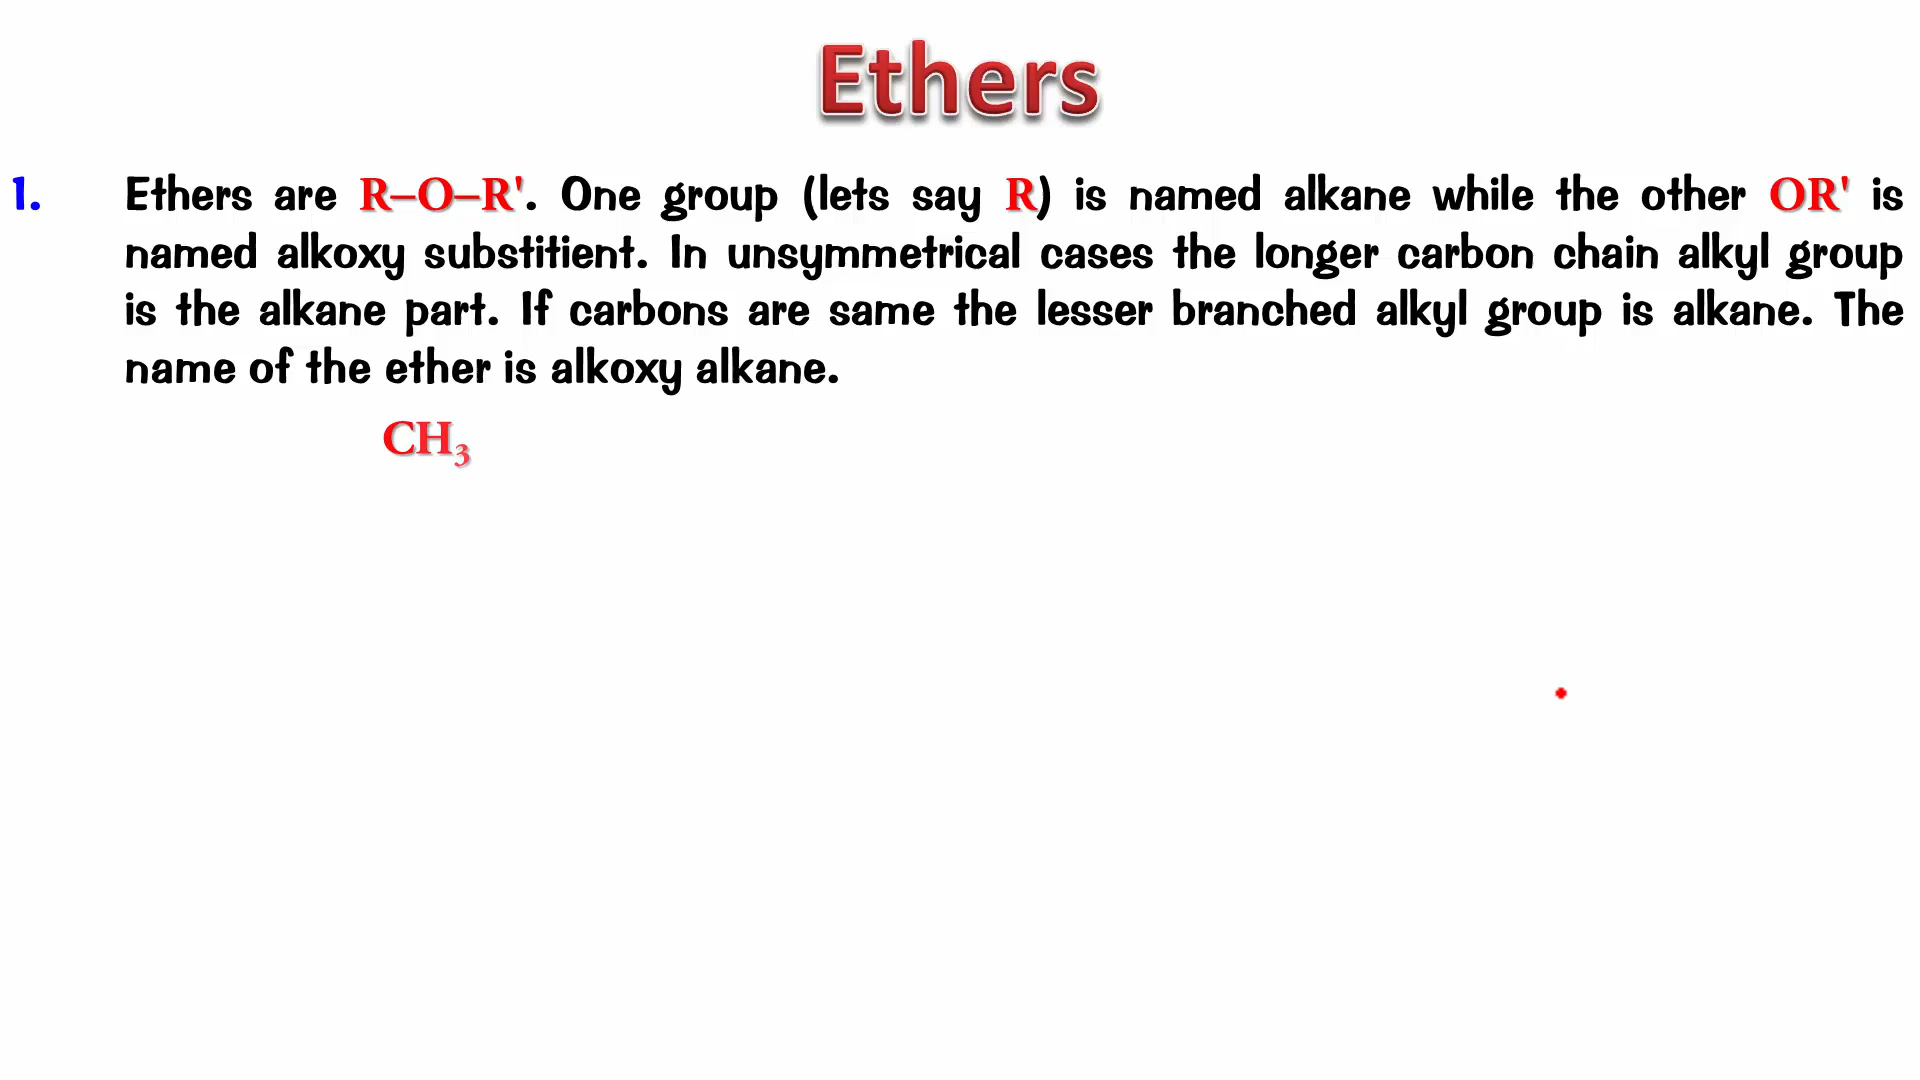 Ethers
1. Ethers are R–O–R'. One group (lets say R) is named alkane while the other OR' is
named alkoxy substitient. In unsymmetrical cases the longer carbon chain alkyl group
is the alkane part. If carbons are same the lesser branched alkyl group is alkane. The
name of the ether is alkoxy alkane.
CH₃